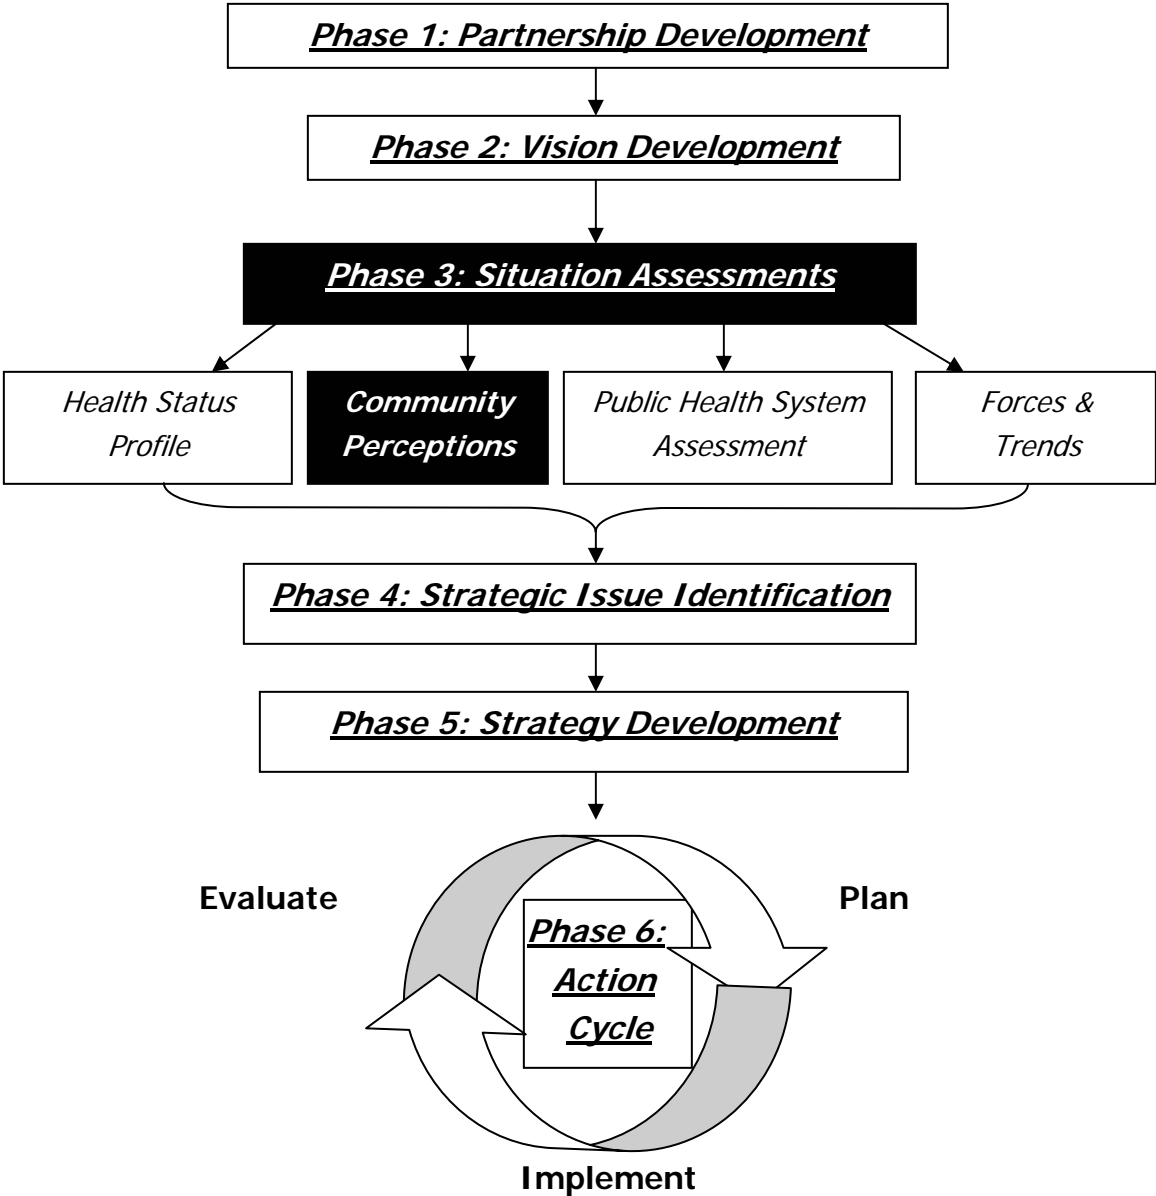 Phase 1: Partnership Development
Phase 2: Vision Development
Phase 3: Situation Assessments
Health Status
Profile
Community
Perceptions
Public Health System
Assessment
Forces &
Trends
Phase 4: Strategic Issue Identification
Phase 5: Strategy Development
Evaluate
Plan
Phase 6:
Action
Cycle
Implement